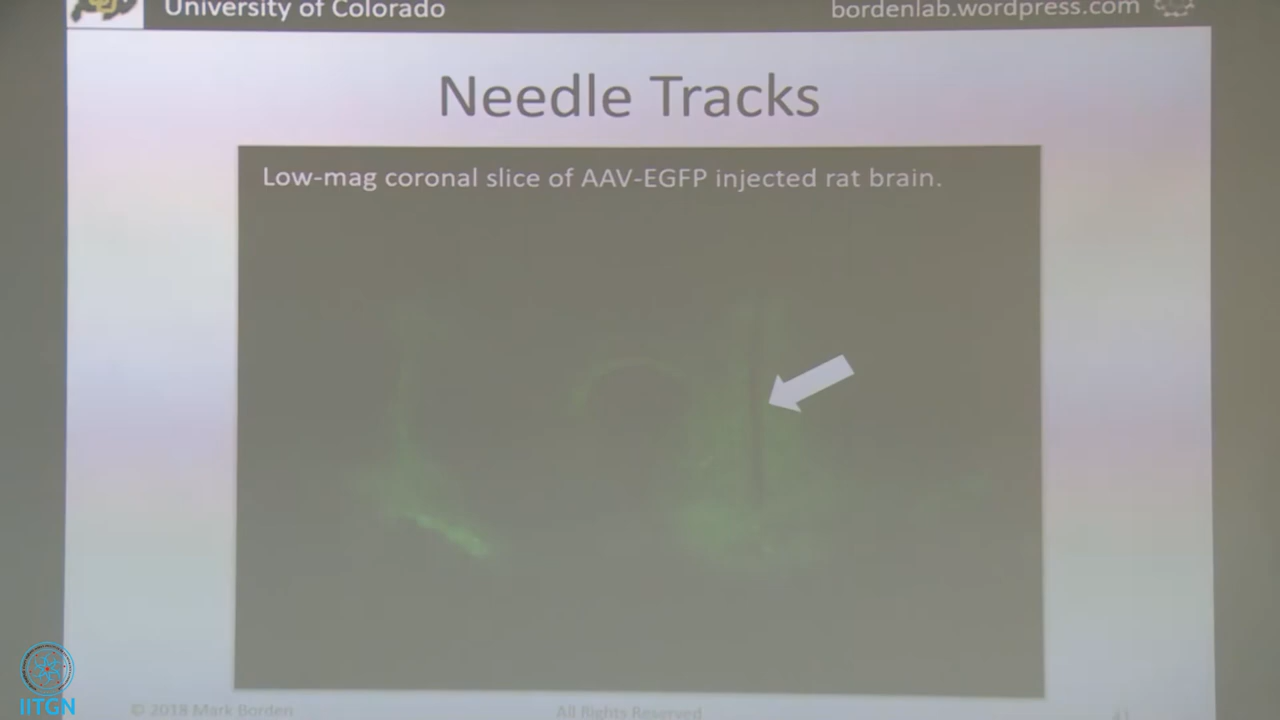 University of Colorado
bordenlab.wordpress.com
Needle Tracks
Low-mag coronal slice of AAV-EGFP injected rat brain.
IITGN
© 2018 Mark Borden
All Rights Reserved